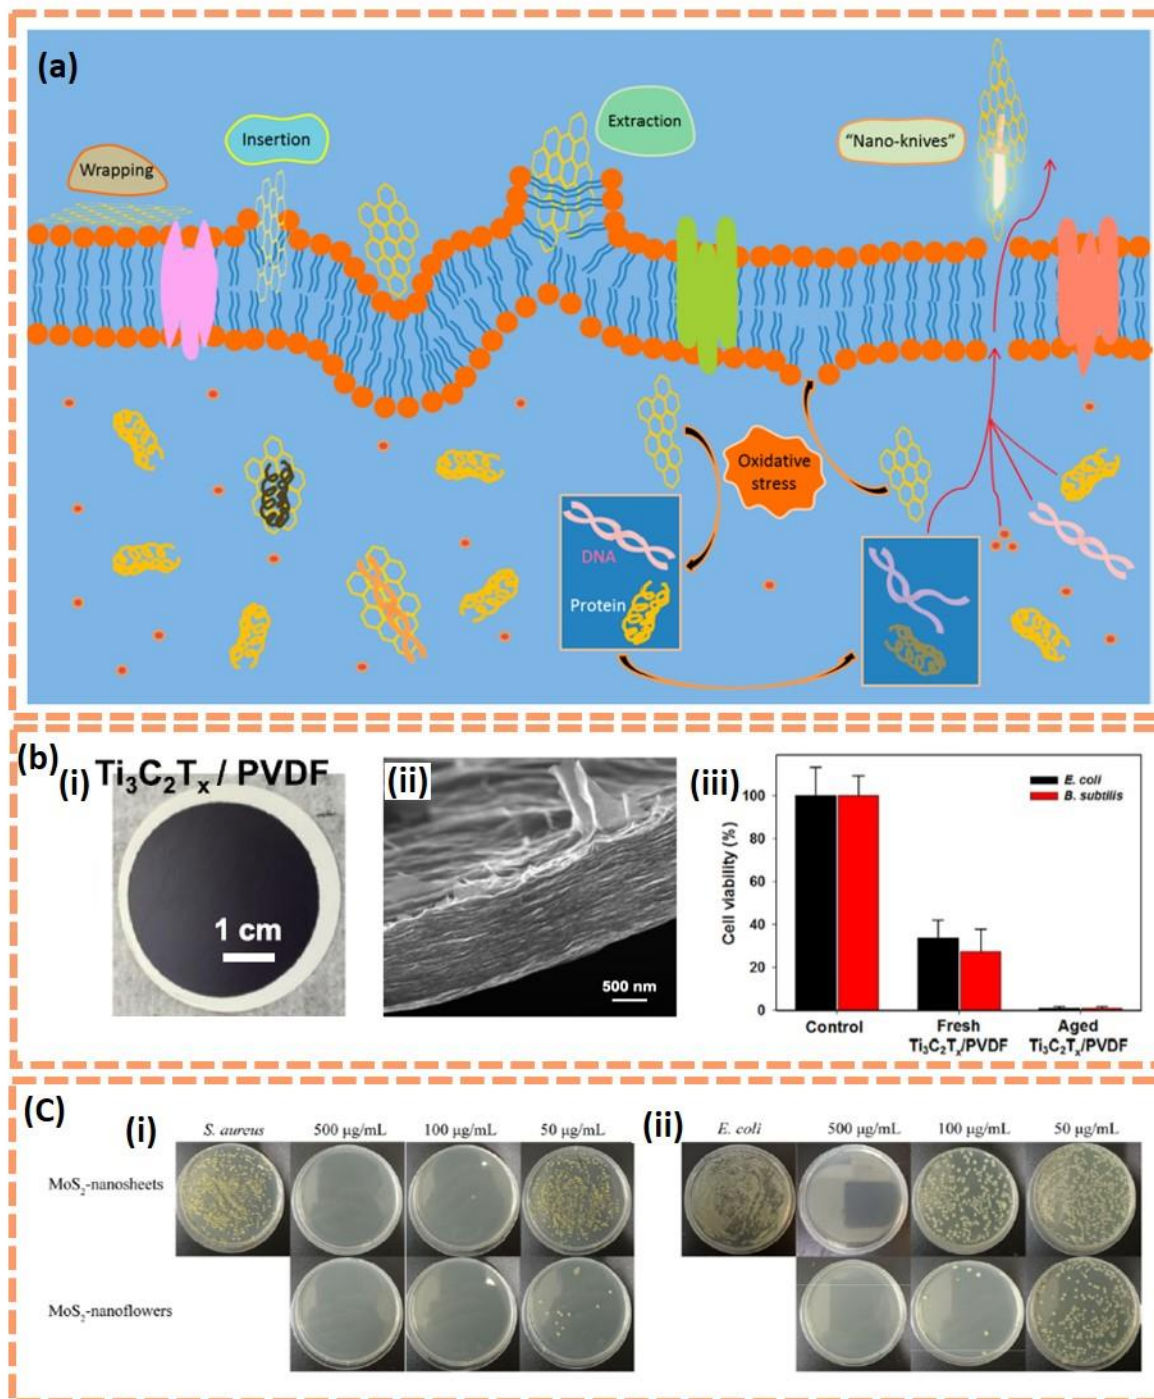 (a)
Wrapping
Insertion
Extraction
"Nano-knives"
Oxidative
stress
DNA
Protein
(b)
(i)
Ti₃C₂Tₓ / PVDF
1 cm
(ii)
500 nm
(iii)
Cell viability (%)
100
80
60
40
20
0
E. coli
B. subtilis
Control
Fresh
Ti₃C₂Tₓ/PVDF
Aged
Ti₃C₂Tₓ/PVDF
(C)
(i)
S. aureus
500 μg/mL
100 μg/mL
50 μg/mL
MoS₂-nanosheets
MoS₂-nanoflowers
(ii)
E. coli
500 μg/mL
100 μg/mL
50 μg/mL